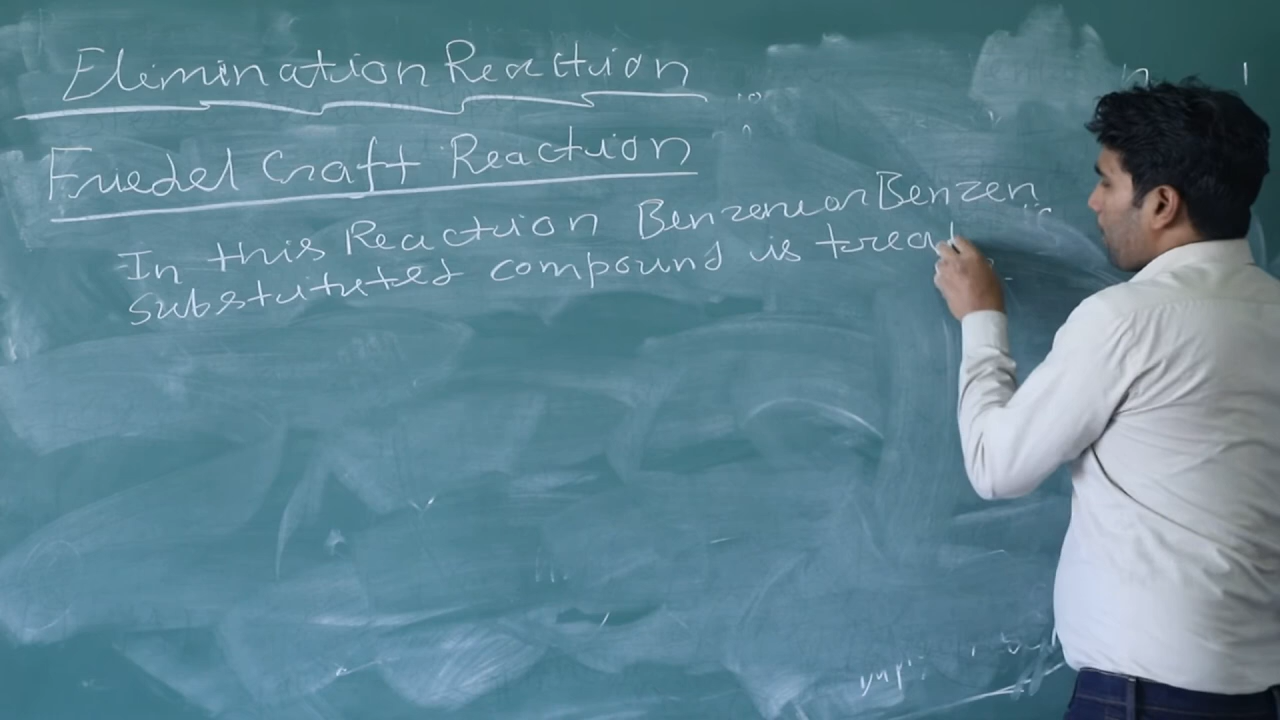 Elimination Reaction
Friedel Craft Reaction
In this Reaction Benzene or Benzen
substituted compound is treat